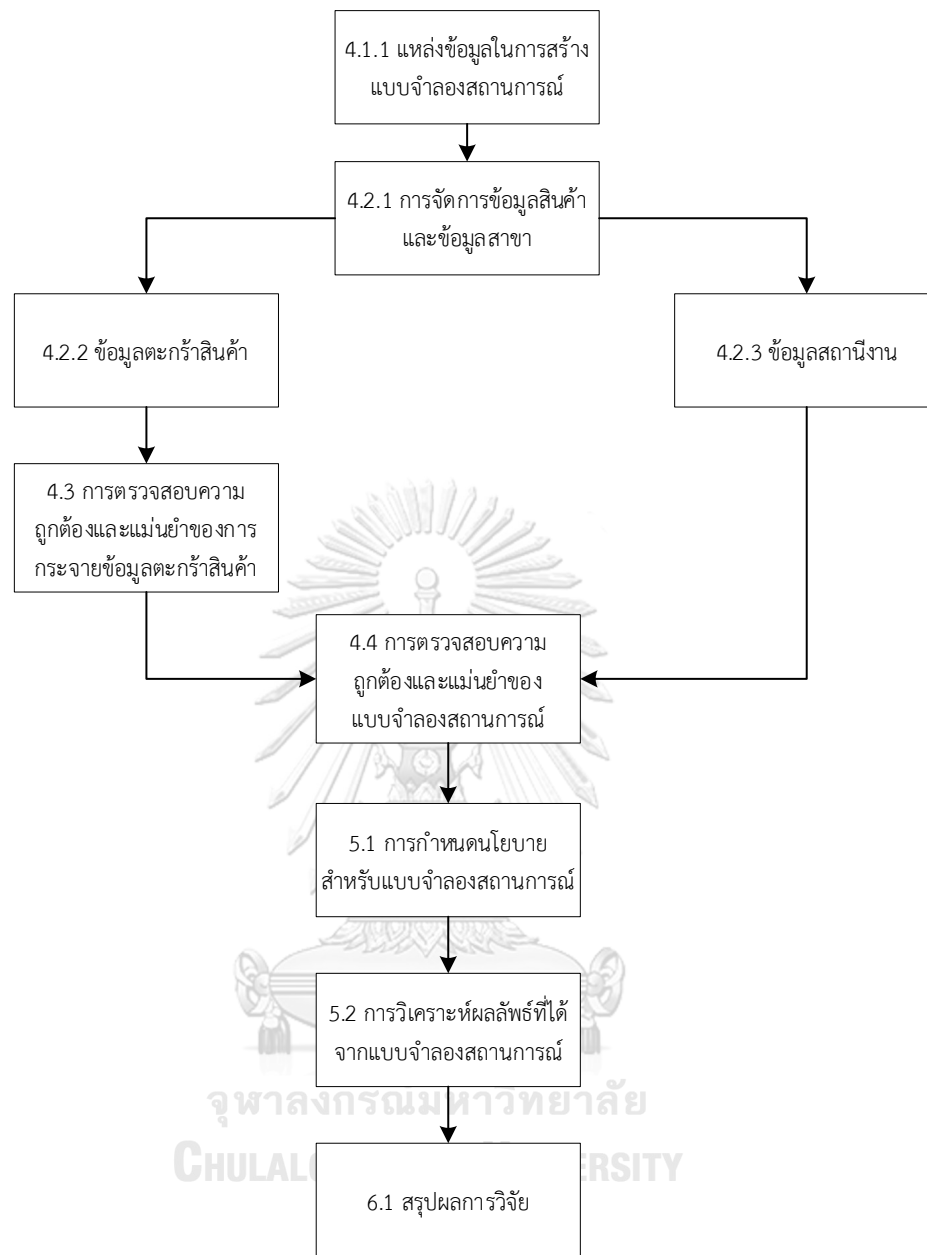 4.1.1 แหล่งข้อมูลในการสร้าง
แบบจำลองสถานการณ์
4.2.1 การจัดการข้อมูลสินค้า
และข้อมูลสาขา
4.2.2 ข้อมูลตะกร้าสินค้า
4.2.3 ข้อมูลสถานีงาน
4.3 การตรวจสอบความ
ถูกต้องและแม่นยำของการ
กระจายข้อมูลตะกร้าสินค้า
4.4 การตรวจสอบความ
ถูกต้องและแม่นยำของ
แบบจำลองสถานการณ์
5.1 การกำหนดนโยบาย
สำหรับแบบจำลองสถานการณ์
5.2 การวิเคราะห์ผลลัพธ์ที่ได้
จากแบบจำลองสถานการณ์
จุฬาลงกรณ์มหาวิทยาลัย
6.1 สรุปผลการวิจัย